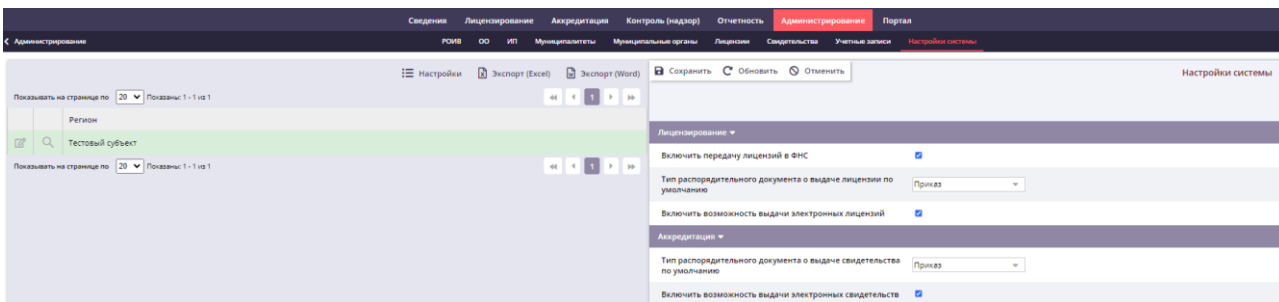 Сведения Лицензирование Аккредитация Контроль (надзор) Отчетность Администрирование Портал
Администрирование РОИВ ОО ИП Муниципалитеты Муниципальные органы Лицензии Свидетельства Учетные записи Настройки системы
Настройки Экспорт (Excel) Экспорт (Word)
Показывать на странице по 20 Показаны: 1 - 1 из 1 1
Регион
Тестовый субъект
Показывать на странице по 20 Показаны: 1 - 1 из 1 1
Сохранить Обновить Отменить Настройки системы
Лицензирование
Включить передачу лицензий в ФНС
Тип распорядительного документа о выдаче лицензии по
умолчанию
Приказ
Включить возможность выдачи электронных лицензий
Аккредитация
Тип распорядительного документа о выдаче свидетельства
по умолчанию
Приказ
Включить возможность выдачи электронных свидетельств